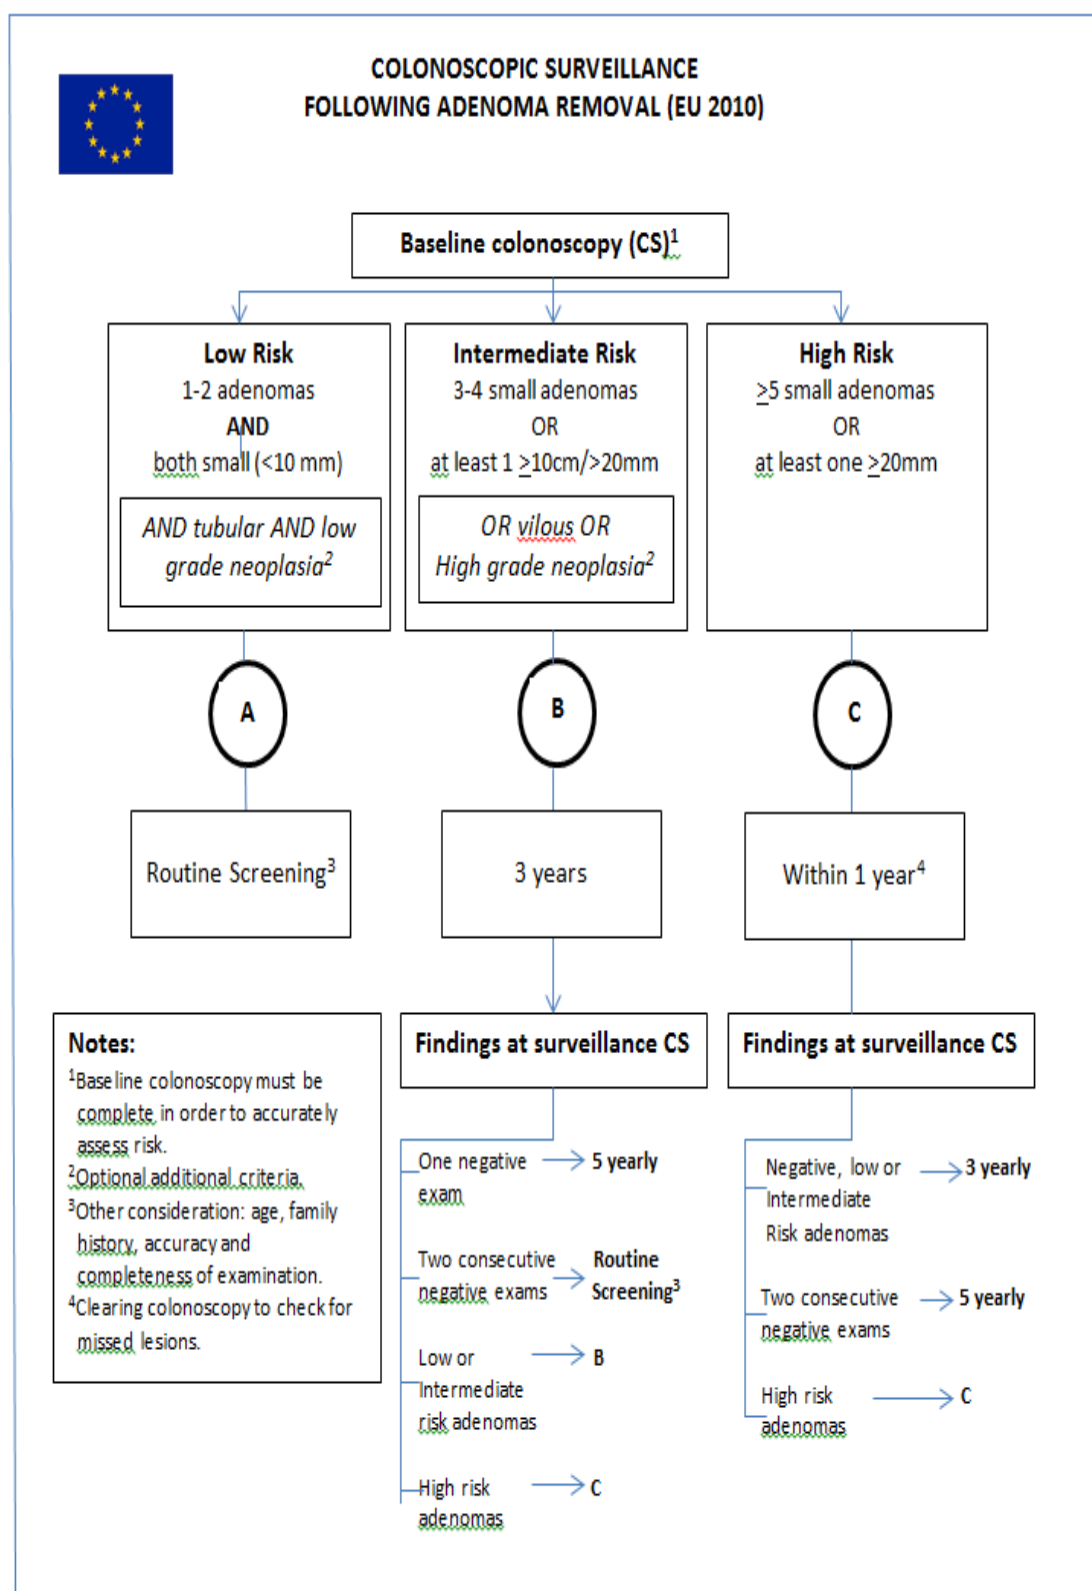 COLONOSCOPIC SURVEILLANCE
FOLLOWING ADENOMA REMOVAL (EU 2010)
Baseline colonoscopy (CS)¹
Low Risk
1-2 adenomas
AND
both small (<10 mm)
AND tubular AND low
grade neoplasia²
Intermediate Risk
3-4 small adenomas
OR
at least 1 ≥10cm/>20mm
OR vilous OR
High grade neoplasia²
High Risk
≥5 small adenomas
OR
at least one ≥20mm
A
B
C
Routine Screening³
3 years
Within 1 year⁴
Notes:
¹Baseline colonoscopy must be
complete in order to accurately
assess risk.
²Optional additional criteria.
³Other consideration: age, family
history, accuracy and
completeness of examination.
⁴Clearing colonoscopy to check for
missed lesions.
Findings at surveillance CS
One negative
exam
5 yearly
Two consecutive
negative exams
Routine
Screening³
Low or
Intermediate
risk adenomas
B
High risk
adenomas
C
Findings at surveillance CS
Negative, low or
Intermediate
Risk adenomas
3 yearly
Two consecutive
negative exams
5 yearly
High risk
adenomas
C